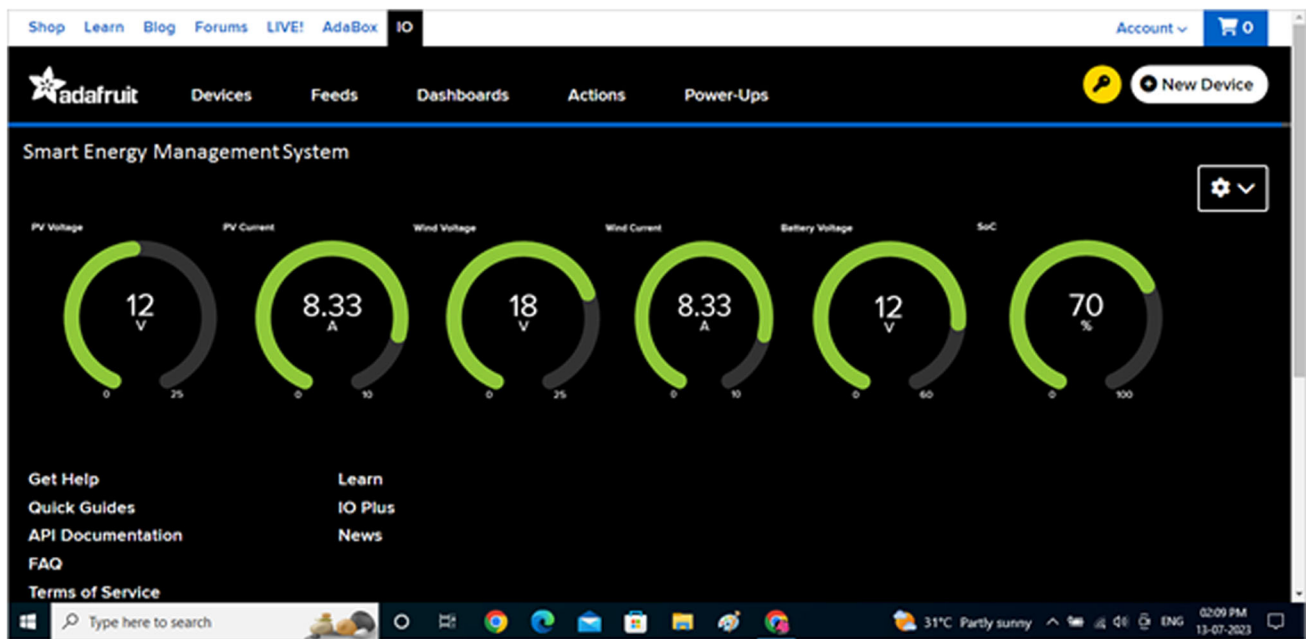 Shop Learn Blog Forums LIVE! AdaBox IO Account 0
adafruit Devices Feeds Dashboards Actions Power-Ups New Device
Smart Energy Management System
PV Voltage PV Current Wind Voltage Wind Current Battery Voltage SoC
12 8.33 18 8.33 12 70
V A V A V %
0 25 0 10 0 25 0 10 0 60 0 100
Get Help Learn
Quick Guides IO Plus
API Documentation News
FAQ
Terms of Service
Type here to search 31°C Partly sunny ENG 02:09 PM
13-07-2023